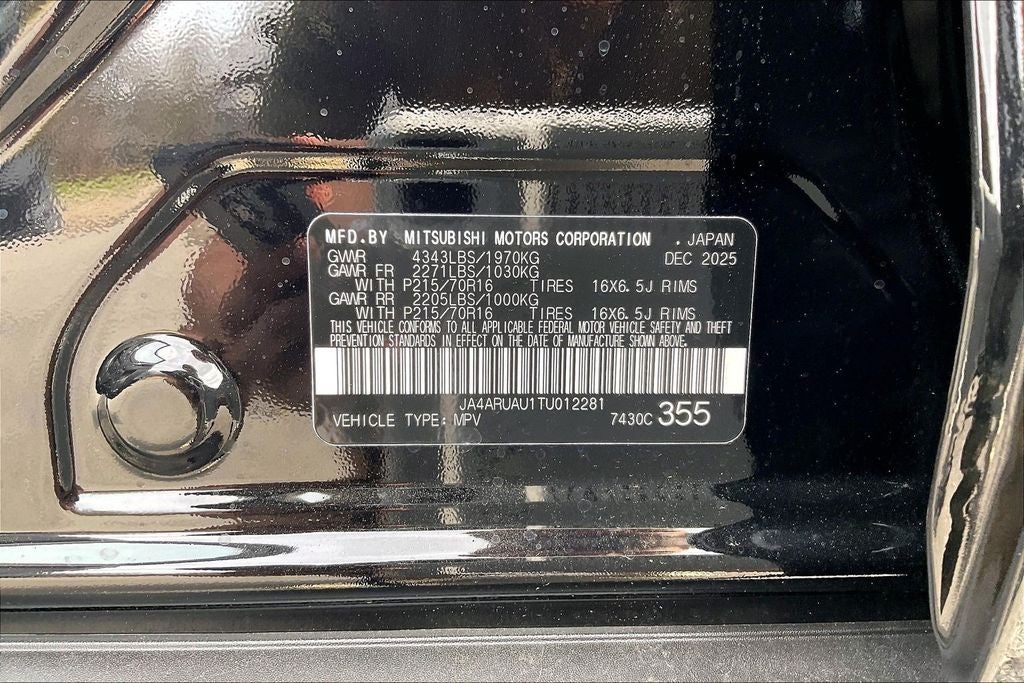 MFD.BY MITSUBISHI MOTORS CORPORATION . JAPAN
GVWR 4343LBS/1970KG DEC 2025
GAWR FR 2271LBS/1030KG
WITH P215/70R16 TIRES 16X6.5J RIMS
GAWR RR 2205LBS/1000KG
WITH P215/70R16 TIRES 16X6.5J RIMS
THIS VEHICLE CONFORMS TO ALL APPLICABLE FEDERAL MOTOR VEHICLE SAFETY AND THEFT
PREVENTION STANDARDS IN EFFECT ON THE DATE OF MANUFACTURE SHOWN ABOVE.
JA4ARUAU1TU012281
VEHICLE TYPE: MPV 7430C 355